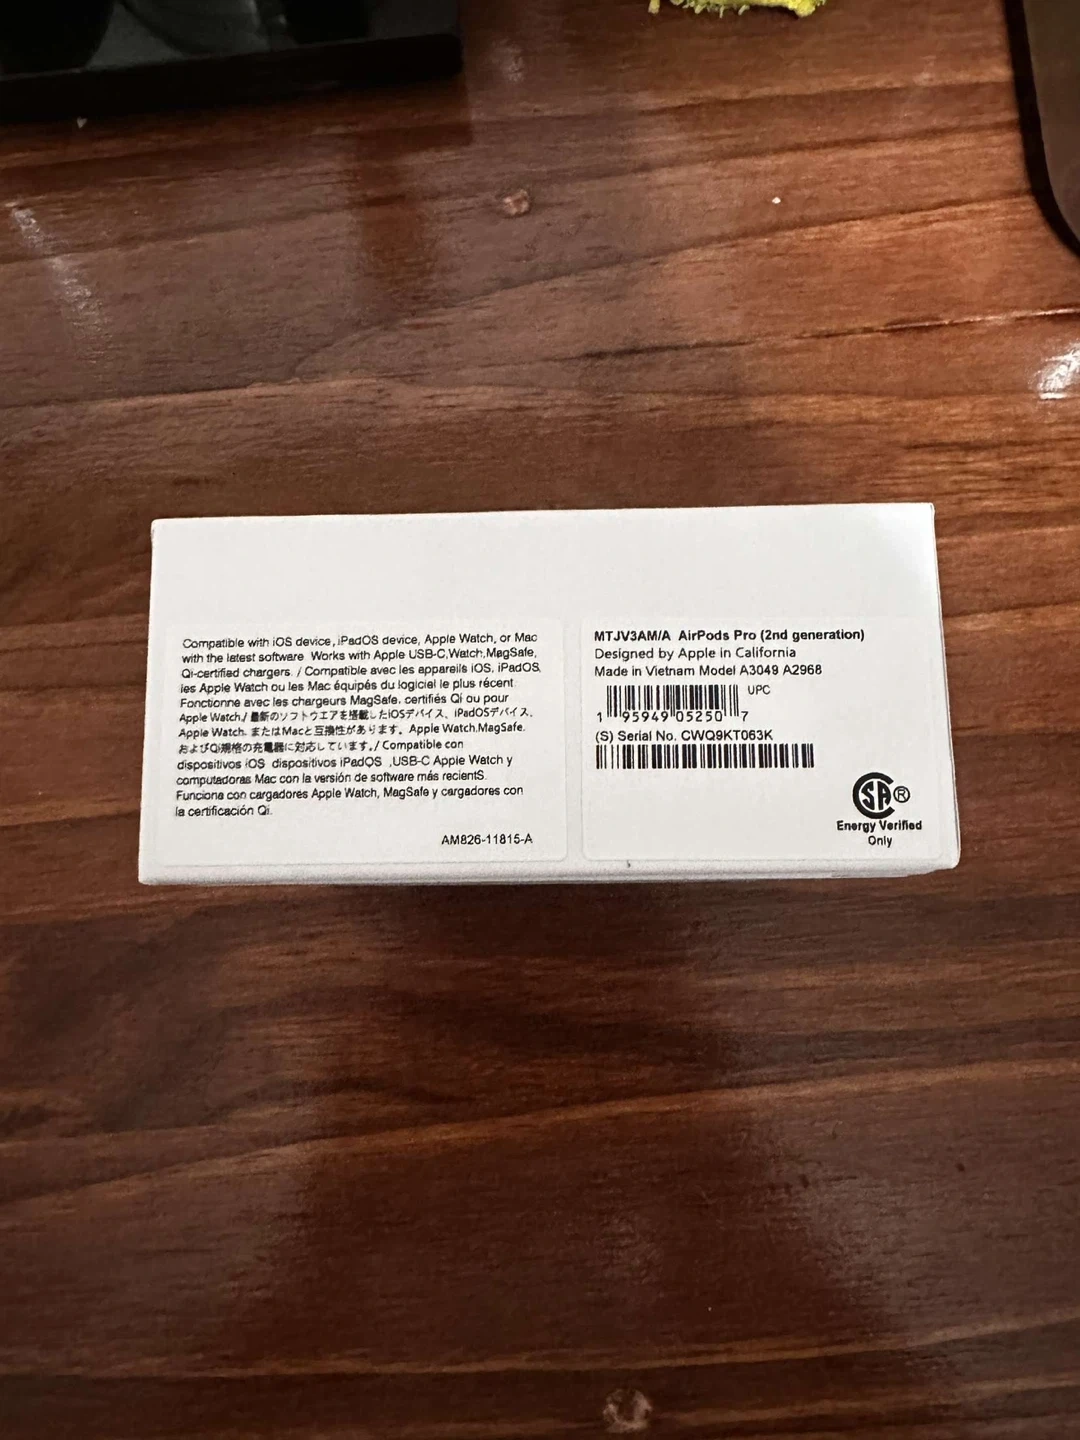 Compatible with iOS device, iPadOS device, Apple Watch, or Mac
with the latest software Works with Apple USB-C,Watch,MagSafe,
Qi-certified chargers. / Compatible avec les appareils iOS, iPadOS,
les Apple Watch ou les Mac équipés du logiciel le plus récent
Fonctionne avec les chargeurs MagSafe, certifiés Qi ou pour
Apple Watch./ 最新のソフトウエアを搭載したiOSデバイス、iPadOSデバイス、
Apple Watch. またはMacと互換性があります。Apple Watch.MagSafe.
およびQi規格の充電器に対応しています。/ Compatible con
dispositivos iOS dispositivos iPadOS ,USB-C Apple Watch y
computadoras Mac con la versión de software más recientS.
Funciona con cargadores Apple Watch, MagSafe y cargadores con
la certificación Qi.
AM826-11815-A
MTJV3AM/A AirPods Pro (2nd generation)
Designed by Apple in California
Made in Vietnam Model A3049 A2968
UPC
1 95949 05250 7
(S) Serial No. CWQ9KT063K
CSA ®
Energy Verified
Only